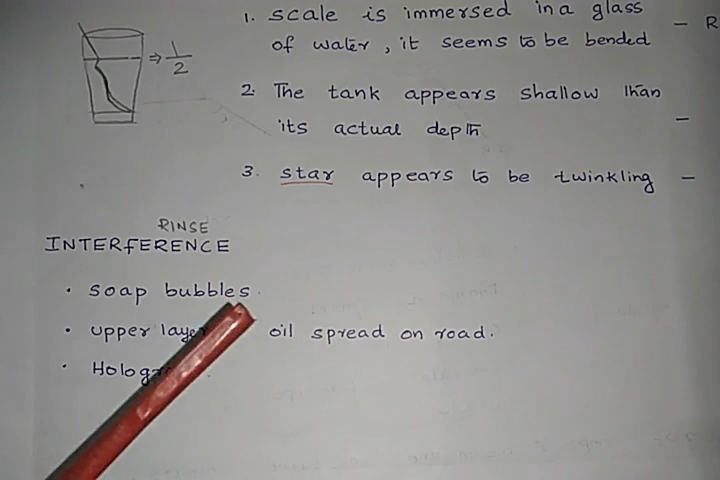 1. scale is immersed in a glass
of water, it seems to be bended
- R
⇒ 1/2
2. The tank appears shallow than
its actual depth
-
3. star appears to be twinkling -
RINSE
INTERFERENCE
• soap bubbles.
• upper layer oil spread on road.
•